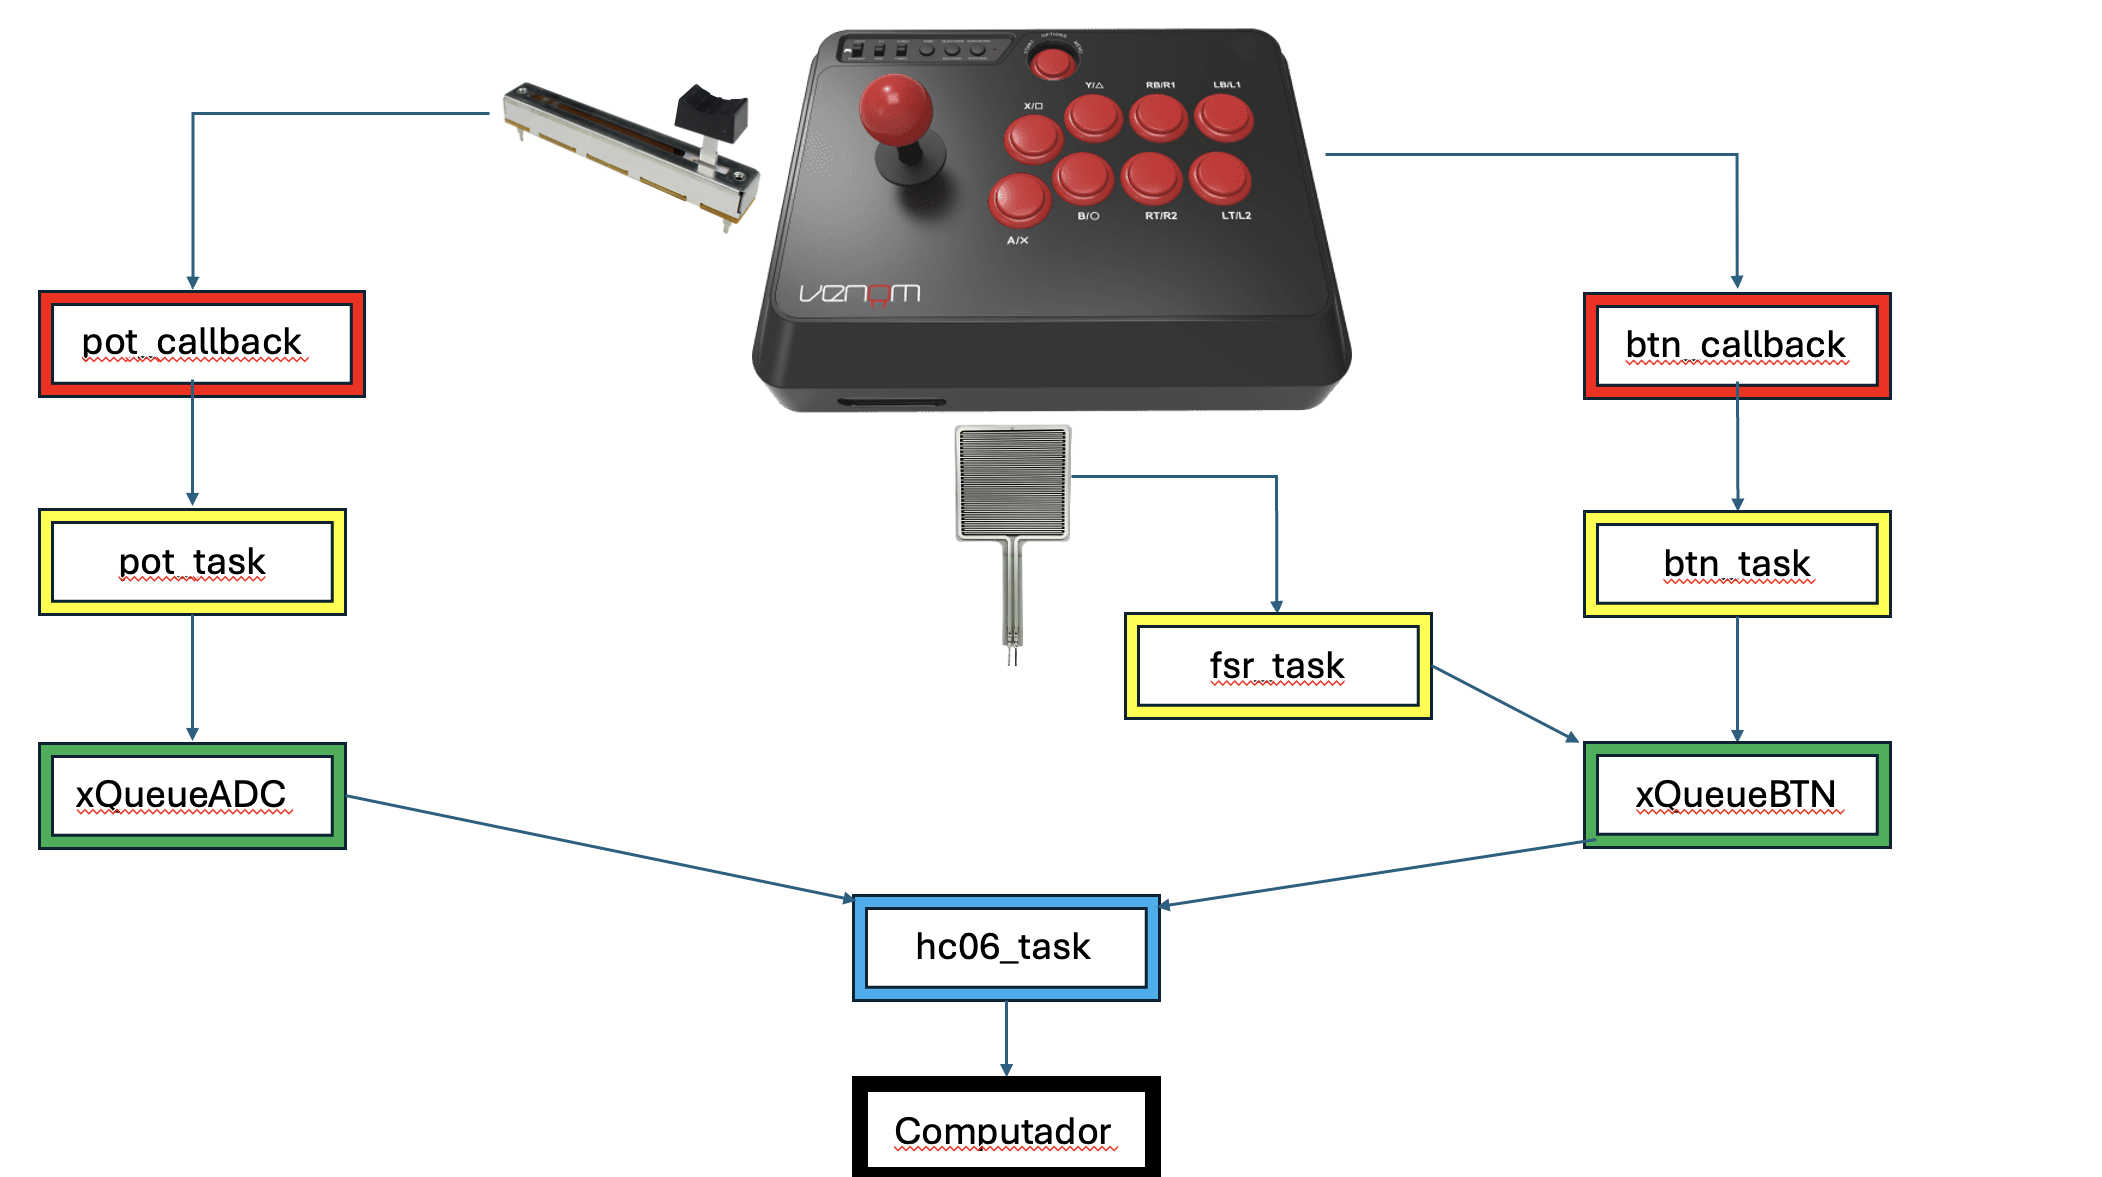 Y/△
RB/R1
LB/L1
X/□
B/○
RT/R2
LT/L2
A/✕
venom
pot_callback
btn_callback
pot_task
btn_task
fsr_task
xQueueADC
xQueueBTN
hc06_task
Computador